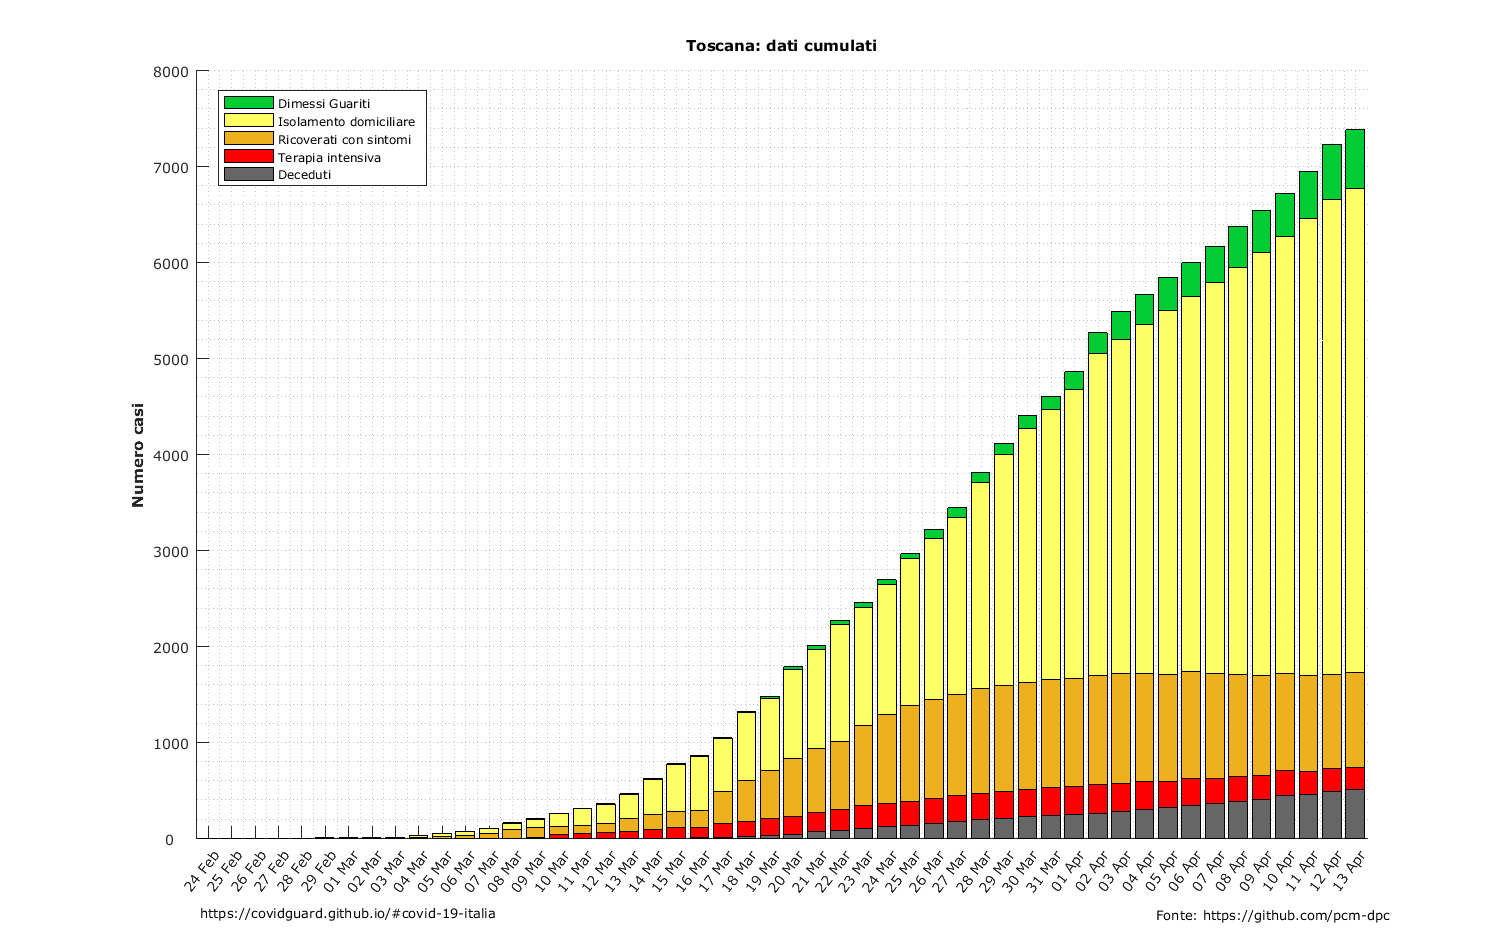 Toscana: dati cumulati
8000
7000
6000
5000
4000
3000
2000
1000
0
Numero casi
Dimessi Guariti
Isolamento domiciliare
Ricoverati con sintomi
Terapia intensiva
Deceduti
24 Feb
25 Feb
26 Feb
27 Feb
28 Feb
29 Feb
01 Mar
02 Mar
03 Mar
04 Mar
05 Mar
06 Mar
07 Mar
08 Mar
09 Mar
10 Mar
11 Mar
12 Mar
13 Mar
14 Mar
15 Mar
16 Mar
17 Mar
18 Mar
19 Mar
20 Mar
21 Mar
22 Mar
23 Mar
24 Mar
25 Mar
26 Mar
27 Mar
28 Mar
29 Mar
30 Mar
31 Mar
01 Apr
02 Apr
03 Apr
04 Apr
05 Apr
06 Apr
07 Apr
08 Apr
09 Apr
10 Apr
11 Apr
12 Apr
13 Apr
https://covidguard.github.io/#covid-19-italia
Fonte: https://github.com/pcm-dpc